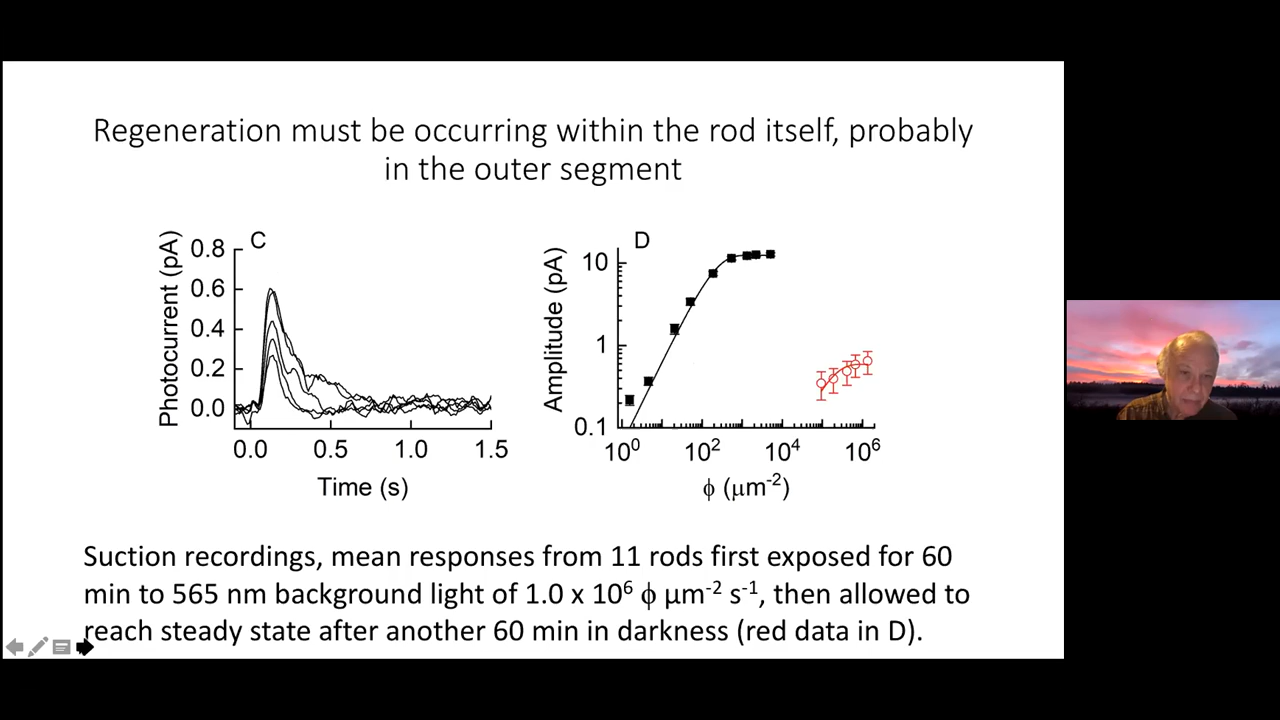 Regeneration must be occurring within the rod itself, probably
in the outer segment
C
Photocurrent (pA)
0.8
0.6
0.4
0.2
0.0
0.0 0.5 1.0 1.5
Time (s)
D
Amplitude (pA)
10
1
0.1
10⁰ 10² 10⁴ 10⁶
ϕ (μm⁻²)
Suction recordings, mean responses from 11 rods first exposed for 60
min to 565 nm background light of 1.0 x 10⁶ ϕ μm⁻² s⁻¹, then allowed to
reach steady state after another 60 min in darkness (red data in D).